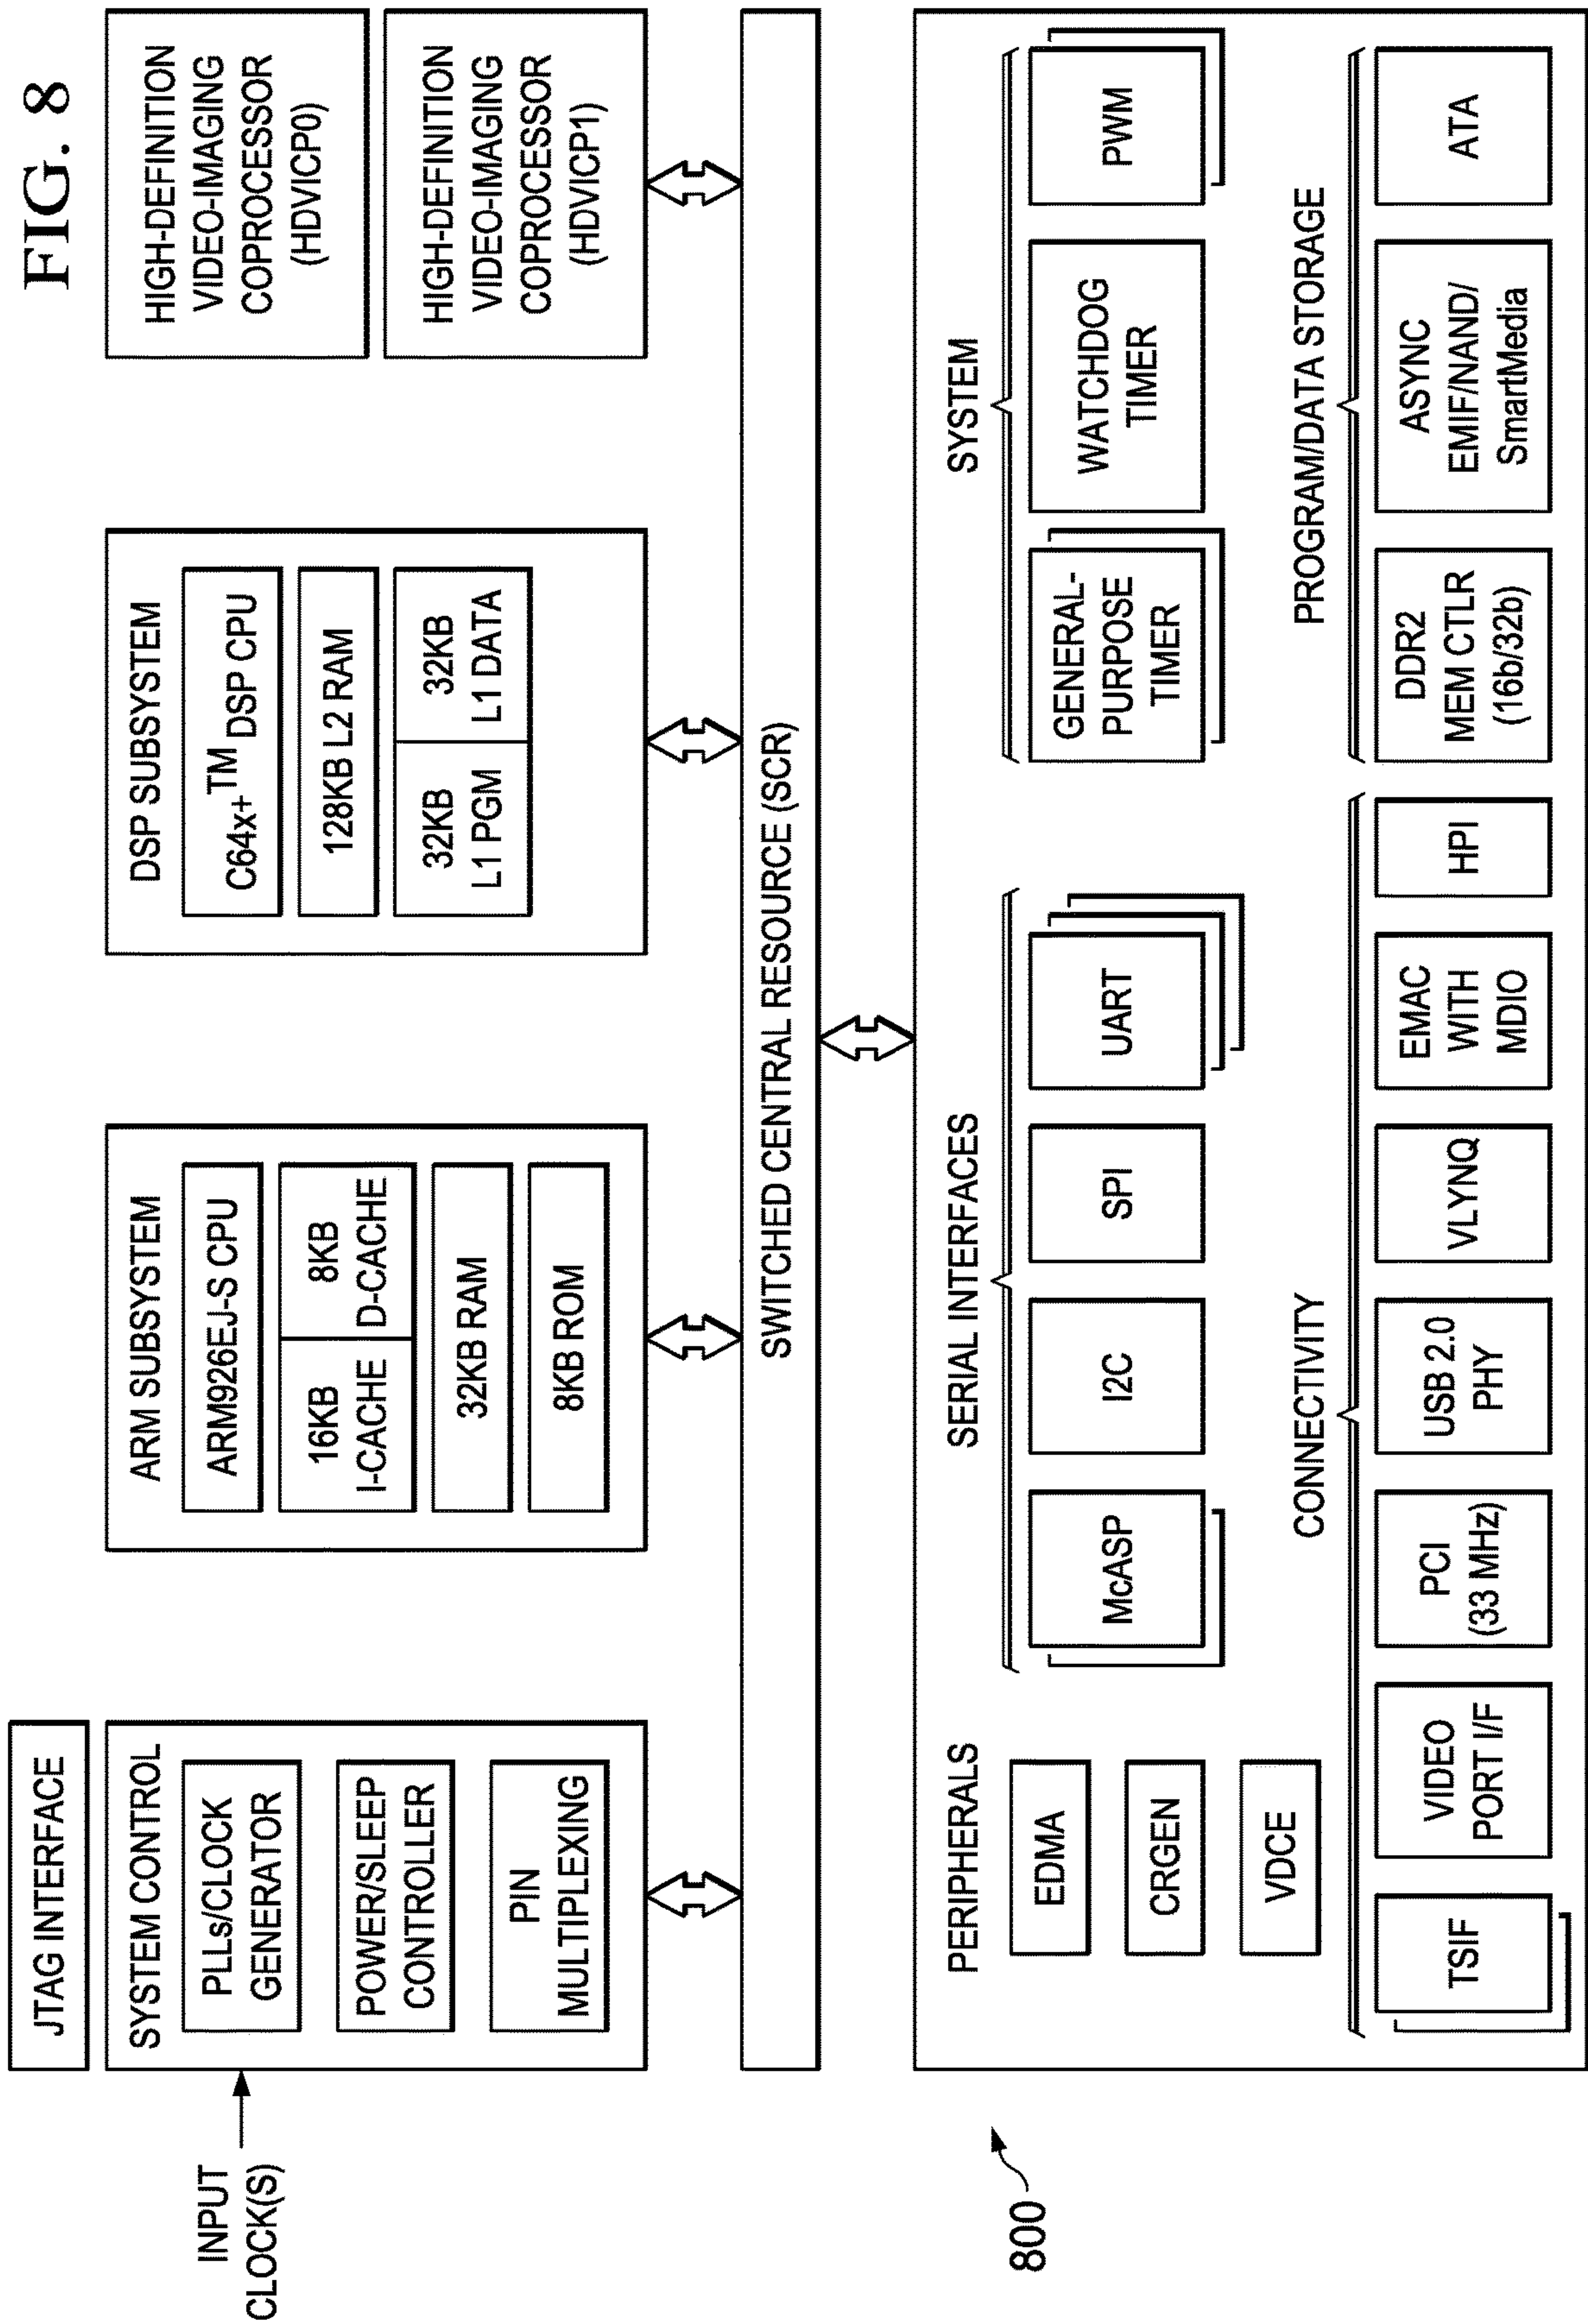 FIG. 8
JTAG INTERFACE
INPUT
CLOCK(S)
SYSTEM CONTROL
PLLs/CLOCK
GENERATOR
POWER/SLEEP
CONTROLLER
PIN
MULTIPLEXING
ARM SUBSYSTEM
ARM926EJ-S CPU
16KB
I-CACHE
8KB
D-CACHE
32KB RAM
8KB ROM
DSP SUBSYSTEM
C64x+TM DSP CPU
128KB L2 RAM
32KB
L1 PGM
32KB
L1 DATA
HIGH-DEFINITION
VIDEO-IMAGING
COPROCESSOR
(HDVICP0)
HIGH-DEFINITION
VIDEO-IMAGING
COPROCESSOR
(HDVICP1)
SWITCHED CENTRAL RESOURCE (SCR)
PERIPHERALS
EDMA
CRGEN
VDCE
SERIAL INTERFACES
McASP
I2C
SPI
UART
SYSTEM
GENERAL-
PURPOSE
TIMER
WATCHDOG
TIMER
PWM
CONNECTIVITY
TSIF
VIDEO
PORT I/F
PCI
(33 MHz)
USB 2.0
PHY
VLYNQ
EMAC
WITH
MDIO
HPI
PROGRAM/DATA STORAGE
DDR2
MEM CTLR
(16b/32b)
ASYNC
EMIF/NAND/
SmartMedia
ATA
800